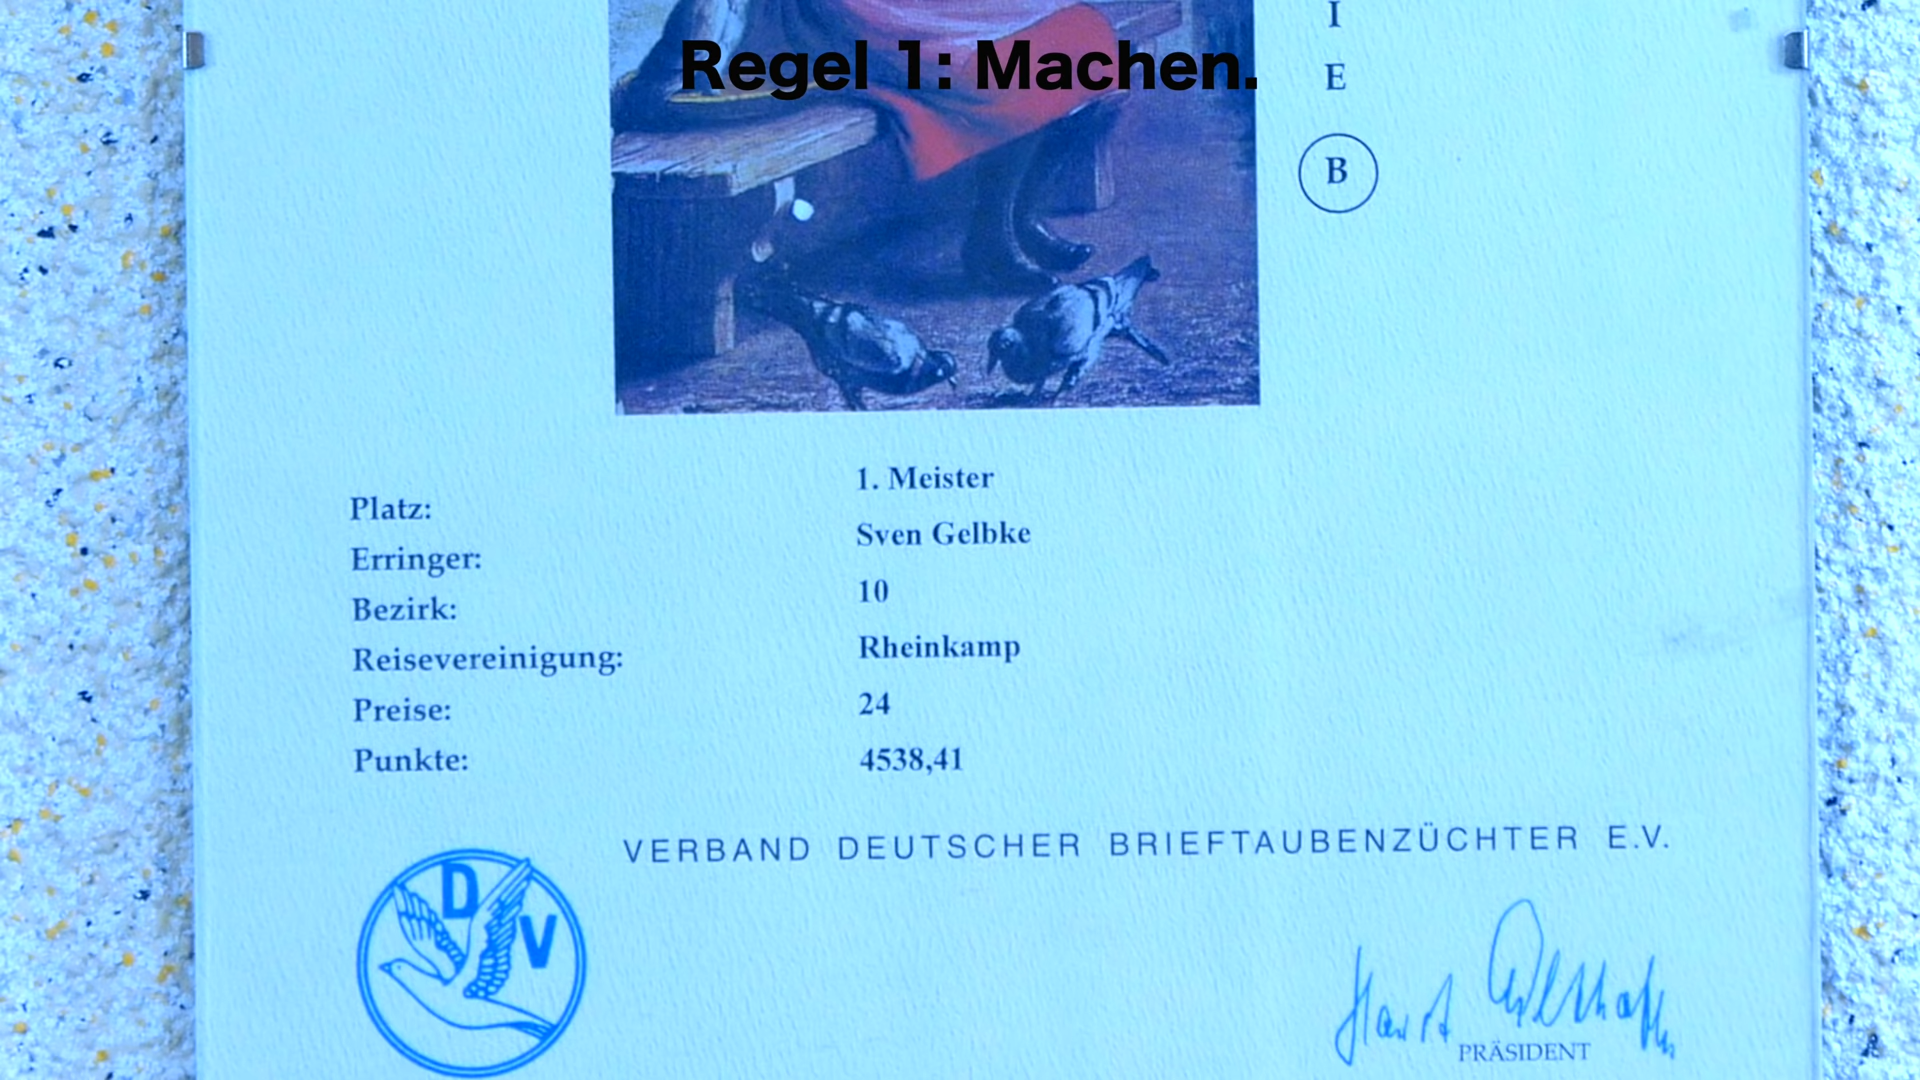 Regel 1: Machen.
I
E
B
Platz: 1. Meister
Erringer: Sven Gelbke
Bezirk: 10
Reisevereinigung: Rheinkamp
Preise: 24
Punkte: 4538,41
VERBAND DEUTSCHER BRIEFTAUBENZÜCHTER E.V.
D
V
PRÄSIDENT